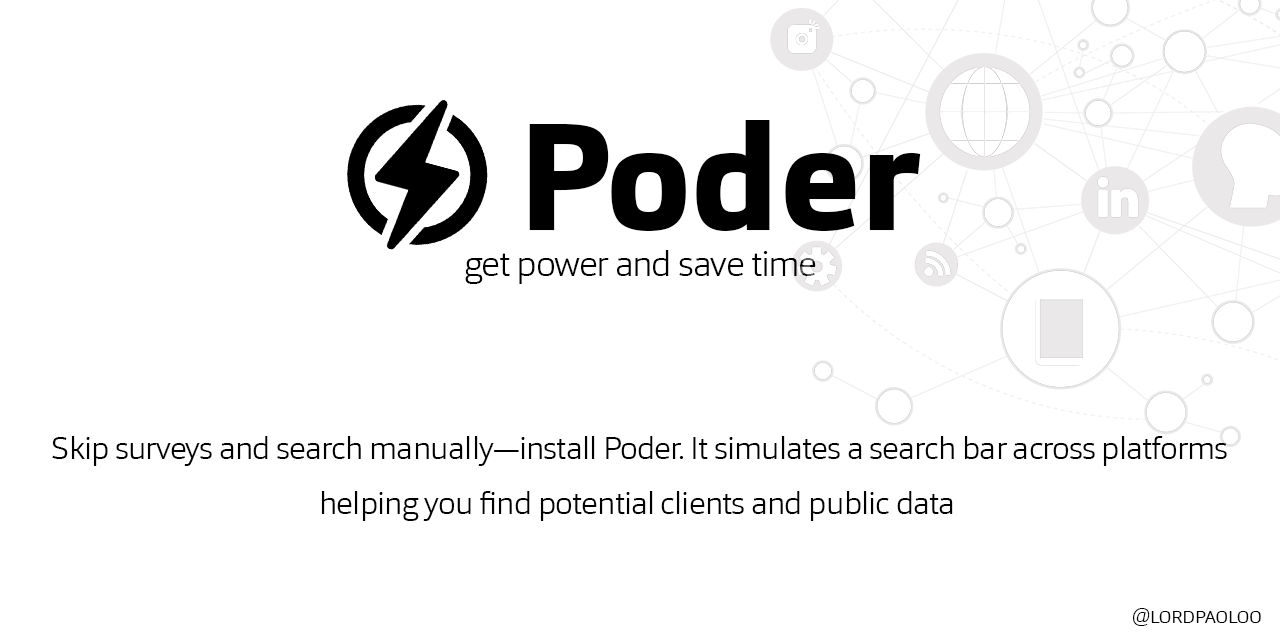 Poder
get power and save time
in
Skip surveys and search manually—install Poder. It simulates a search bar across platforms
helping you find potential clients and public data
@LORDPAOLOO